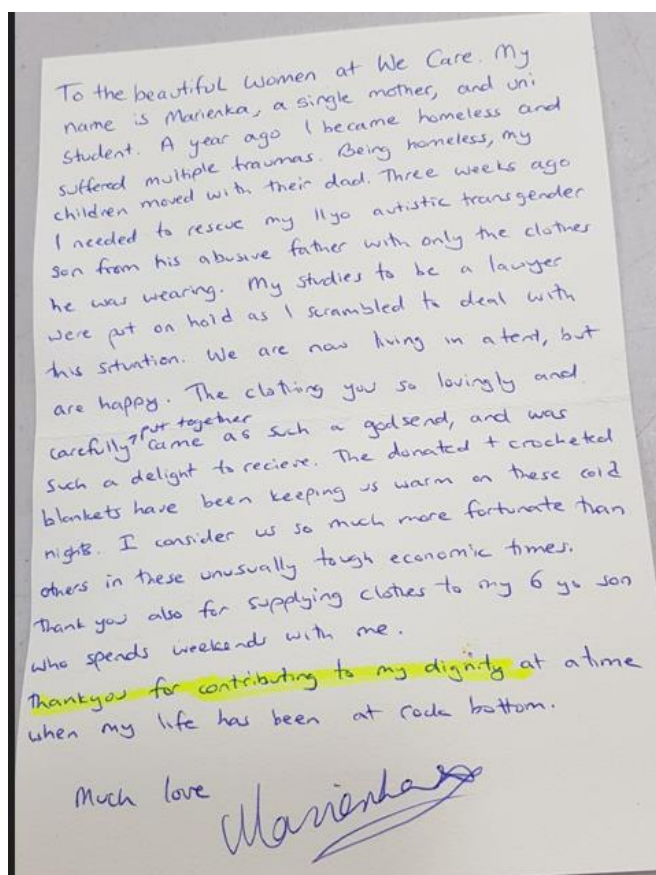 To the beautiful women at We Care. My
name is Marienka, a single mother, and uni
student. A year ago I became homeless and
suffered multiple traumas. Being homeless, my
children moved with their dad. Three weeks ago
I needed to rescue my 11yo autistic transgender
son from his abusive father with only the clothes
he was wearing. My studies to be a lawyer
were put on hold as I scrambled to deal with
this situation. We are now living in a tent, but
are happy. The clothing you so lovingly and
carefully put together came as such a godsend, and was
such a delight to recieve. The donated + crocheted
blankets have been keeping us warm on these cold
nights. I consider us so much more fortunate than
others in these unusually tough economic times.
Thank you also for supplying clothes to my 6 yo son
who spends weekends with me.
Thankyou for contributing to my dignity at a time
when my life has been at rock bottom.
Much love
Marienka